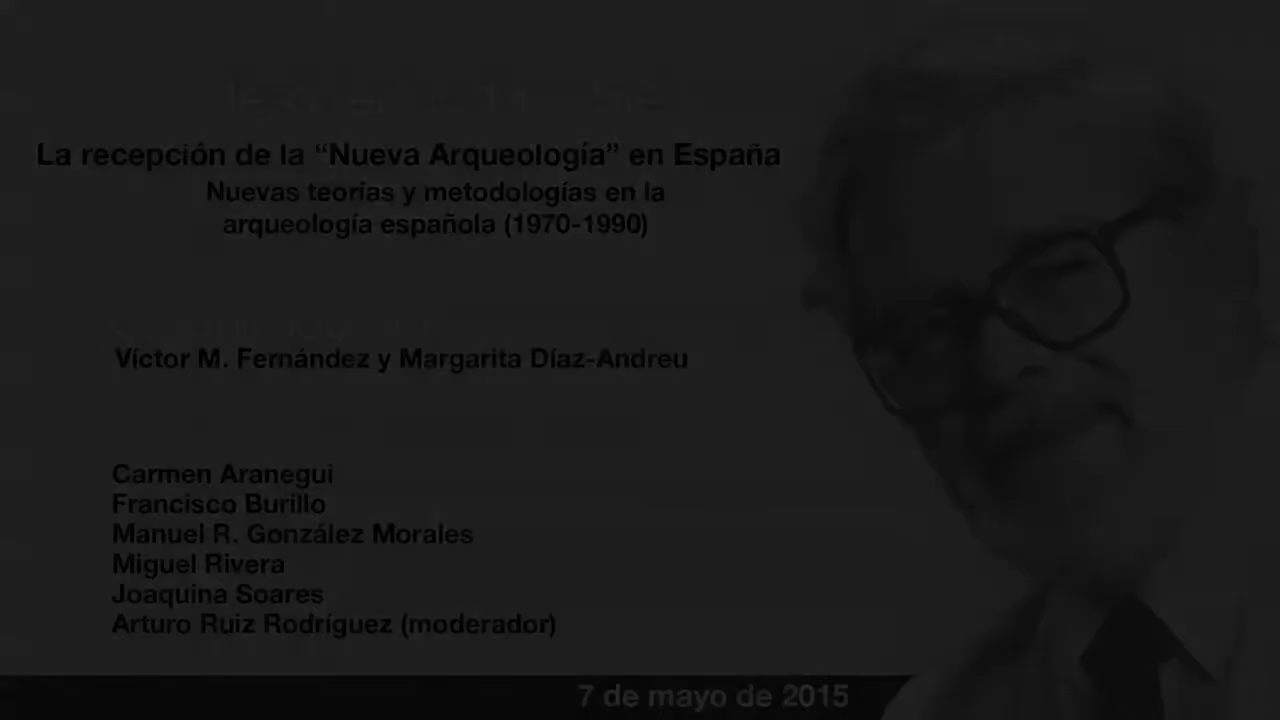 La recepción de la “Nueva Arqueología” en España
Nuevas teorías y metodologías en la
arqueología española (1970-1990)
Víctor M. Fernández y Margarita Díaz-Andreu
Carmen Aranegui
Francisco Burillo
Manuel R. González Morales
Miguel Rivera
Joaquina Soares
Arturo Ruiz Rodríguez (moderador)
7 de mayo de 2015